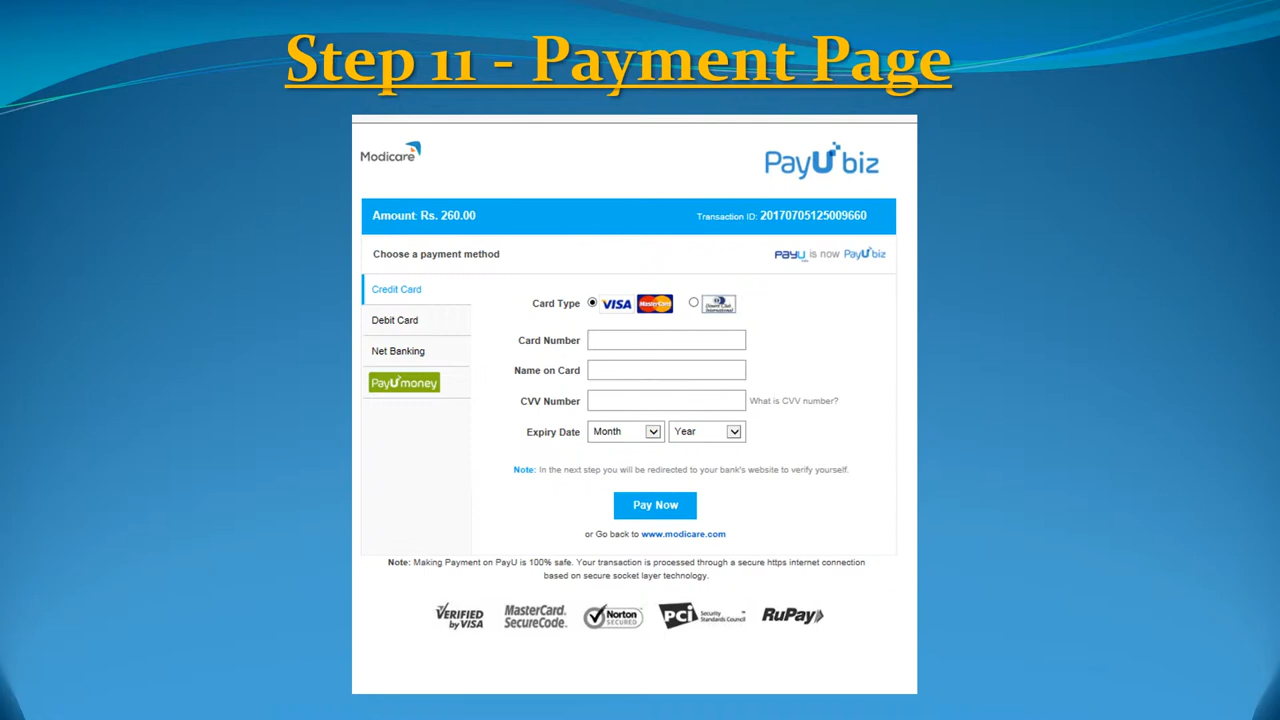 Step 11 - Payment Page
Modicare
PayU biz
Amount: Rs. 260.00
Transaction ID: 20170705125009660
Choose a payment method
PayU is now PayU biz
Credit Card
Debit Card
Net Banking
PayU money
Card Type VISA MasterCard Diners Club International
Card Number
Name on Card
CVV Number What is CVV number?
Expiry Date Month Year
Note: In the next step you will be redirected to your bank's website to verify yourself.
Pay Now
or Go back to www.modicare.com
Note: Making Payment on PayU is 100% safe. Your transaction is processed through a secure https internet connection
based on secure socket layer technology.
VERIFIED by VISA
MasterCard. SecureCode.
Norton SECURED
PCI Security Standards Council
RuPay